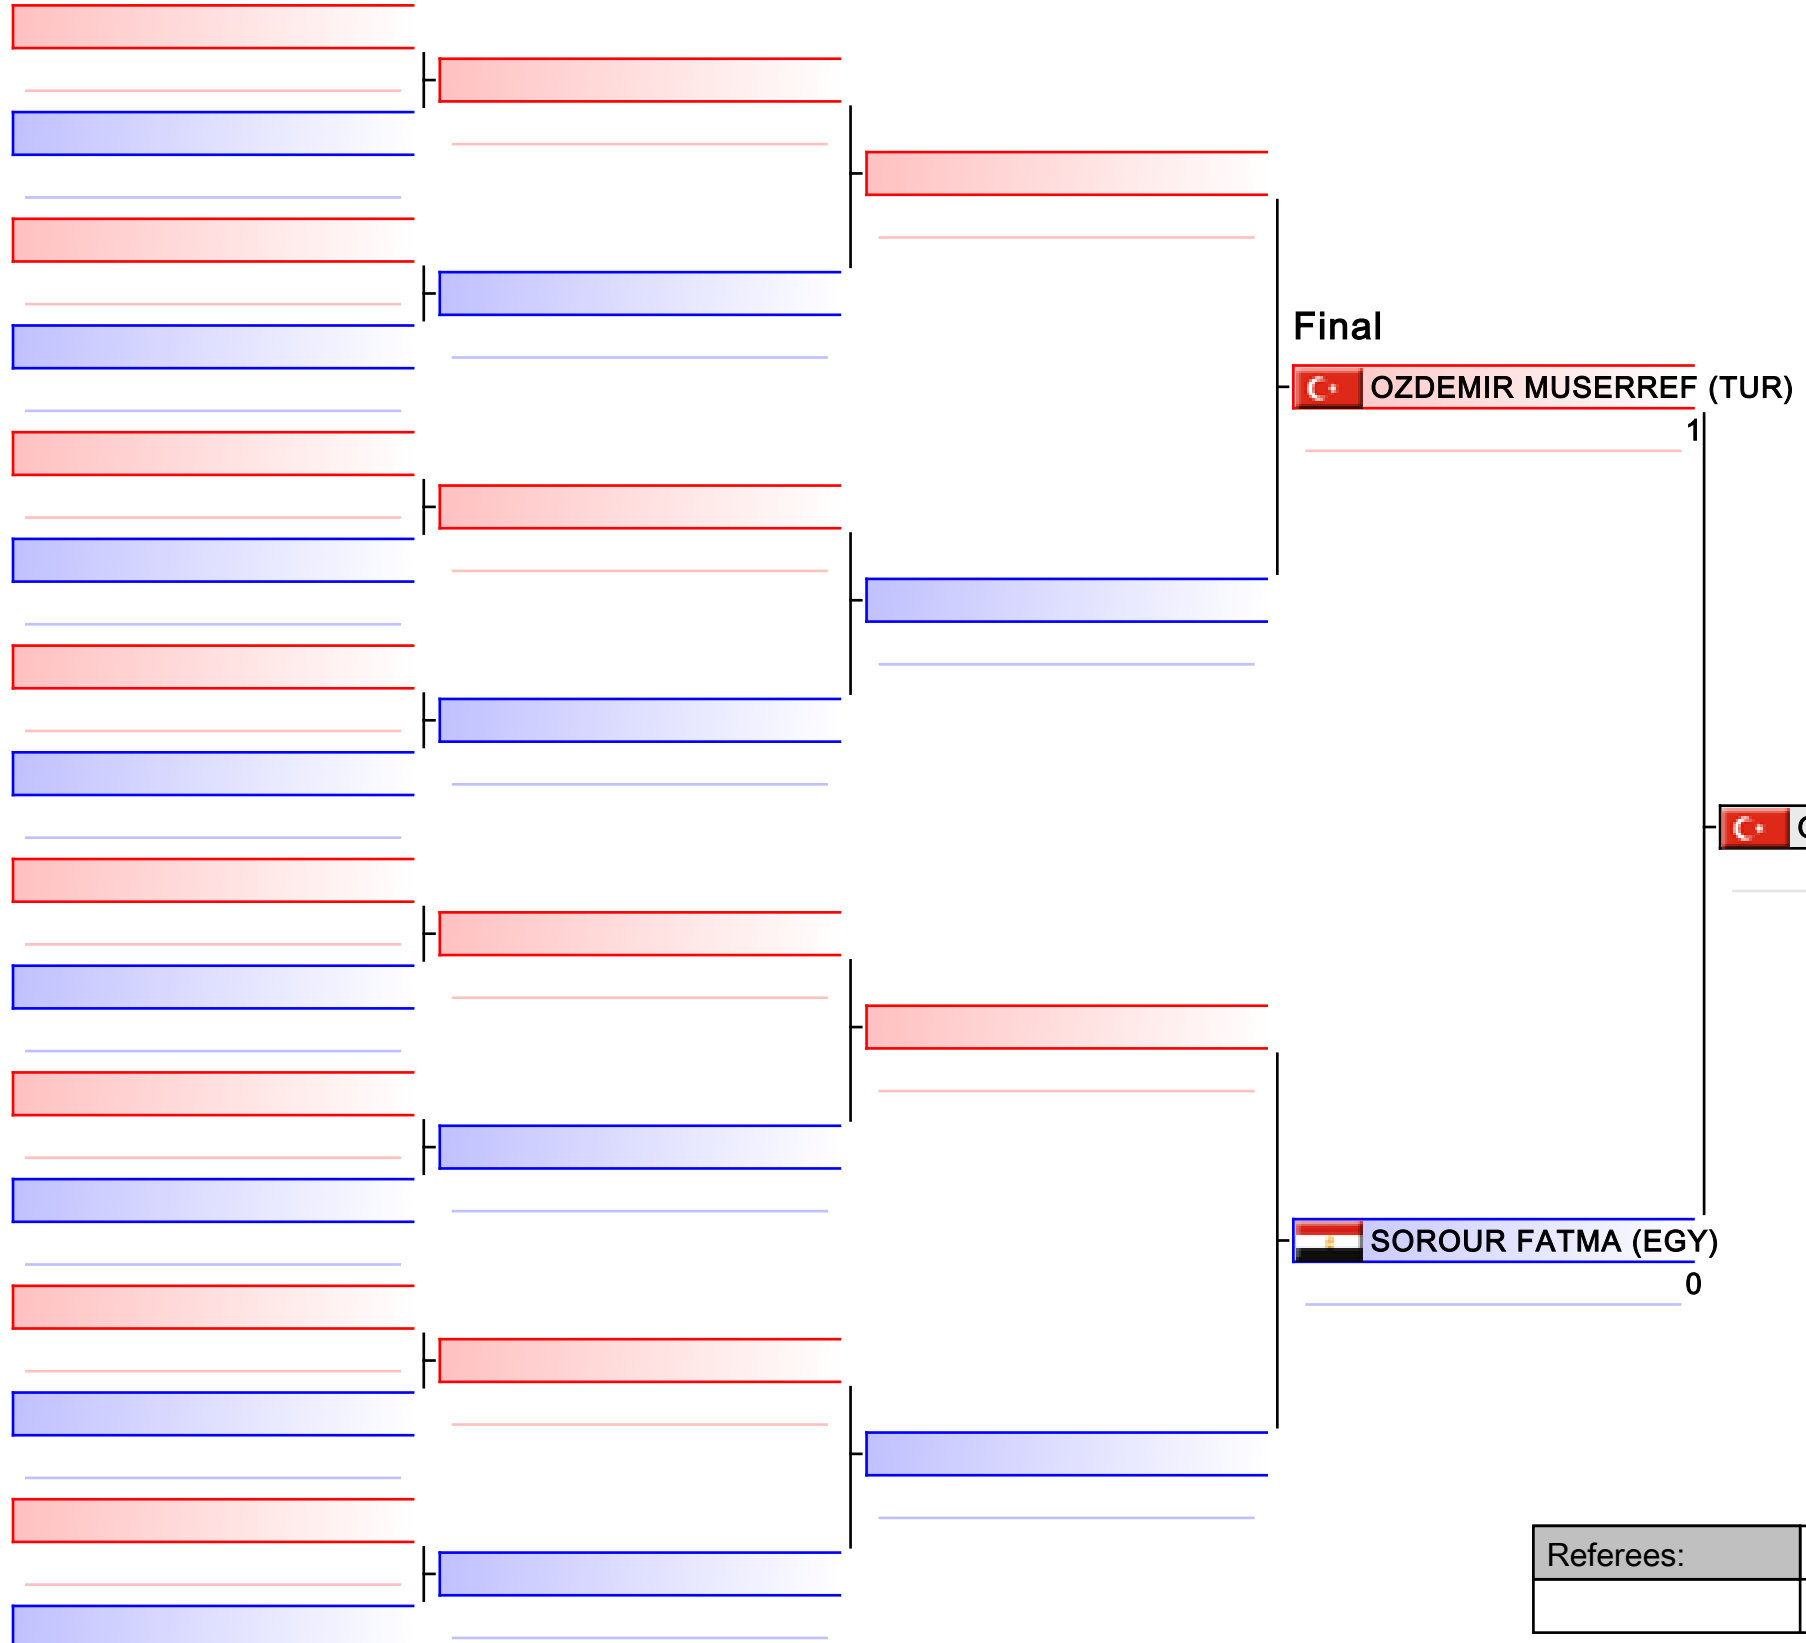 Final
OZDEMIR MUSERREF (TUR)
1
SOROUR FATMA (EGY)
0
Referees: